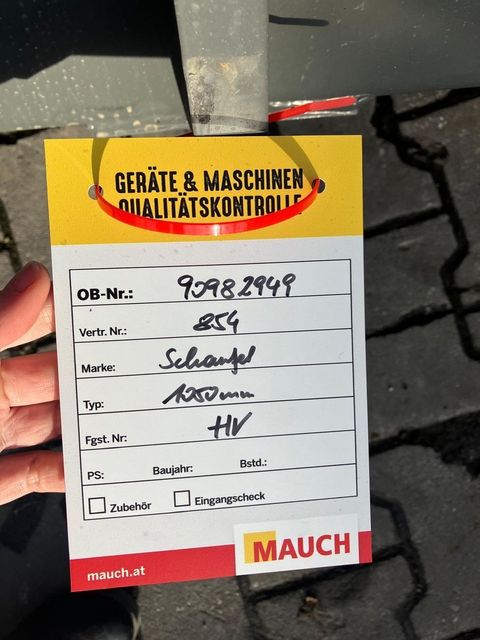 GERÄTE & MASCHINEN
QUALITÄTSKONTROLLE
OB-Nr.: 90982949
Vertr. Nr.: 854
Marke: Schaufel
Typ: 1050mm
Fgst. Nr: HV
PS: Baujahr: Bstd.:
Zubehör Eingangscheck
MAUCH
mauch.at